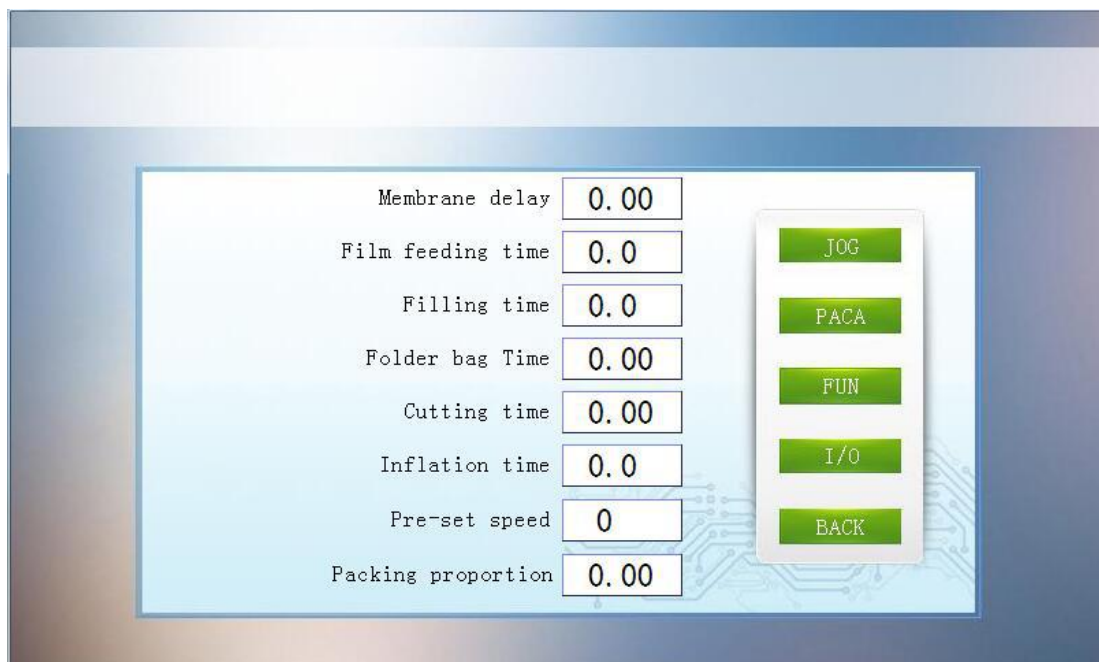 Membrane delay 0.00
Film feeding time 0.0
Filling time 0.0
Folder bag Time 0.00
Cutting time 0.00
Inflation time 0.0
Pre-set speed 0
Packing proportion 0.00
JOG
PACA
FUN
I/O
BACK